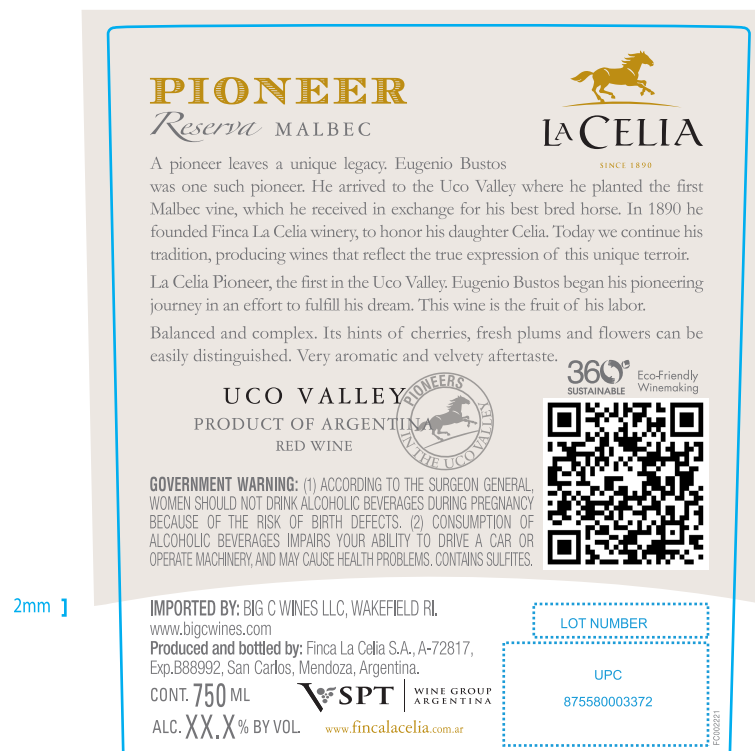 PIONEER
Reserva MALBEC
LA CELIA
SINCE 1890
A pioneer leaves a unique legacy. Eugenio Bustos
was one such pioneer. He arrived to the Uco Valley where he planted the first
Malbec vine, which he received in exchange for his best bred horse. In 1890 he
founded Finca La Celia winery, to honor his daughter Celia. Today we continue his
tradition, producing wines that reflect the true expression of this unique terroir.
La Celia Pioneer, the first in the Uco Valley. Eugenio Bustos began his pioneering
journey in an effort to fulfill his dream. This wine is the fruit of his labor.
Balanced and complex. Its hints of cherries, fresh plums and flowers can be
easily distinguished. Very aromatic and velvety aftertaste.
360°
SUSTAINABLE
Eco-Friendly
Winemaking
UCO VALLEY
PRODUCT OF ARGENTINA
RED WINE
PIONEERS
IN THE UCO VALLEY
GOVERNMENT WARNING: (1) ACCORDING TO THE SURGEON GENERAL,
WOMEN SHOULD NOT DRINK ALCOHOLIC BEVERAGES DURING PREGNANCY
BECAUSE OF THE RISK OF BIRTH DEFECTS. (2) CONSUMPTION OF
ALCOHOLIC BEVERAGES IMPAIRS YOUR ABILITY TO DRIVE A CAR OR
OPERATE MACHINERY, AND MAY CAUSE HEALTH PROBLEMS. CONTAINS SULFITES.
2mm
IMPORTED BY: BIG C WINES LLC, WAKEFIELD RI.
www.bigcwines.com
Produced and bottled by: Finca La Celia S.A., A-72817,
Exp.B88992, San Carlos, Mendoza, Argentina.
CONT. 750 ML
VSPT
WINE GROUP
ARGENTINA
ALC. XX.X % BY VOL.
www.fincalacelia.com.ar
LOT NUMBER
UPC
875580003372
FC002221